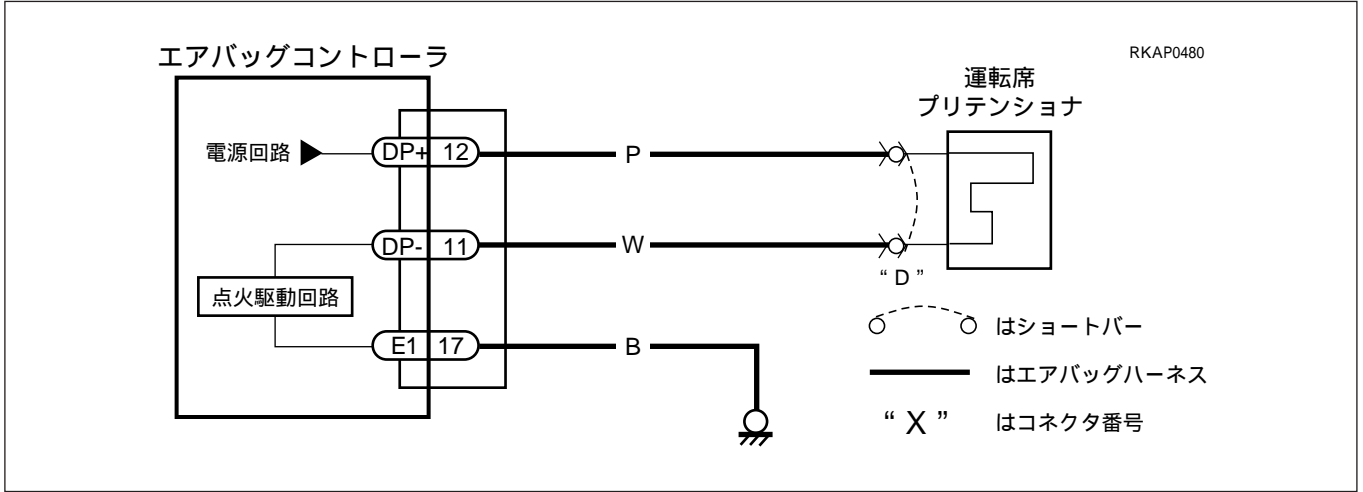 エアバッグコントローラ
RKAP0480
運転席
プリテンショナ
電源回路
DP+ 12
P
DP- 11
W
“ D ”
点火駆動回路
はショートバー
E1 17
B
はエアバッグハーネス
“ X ” はコネクタ番号